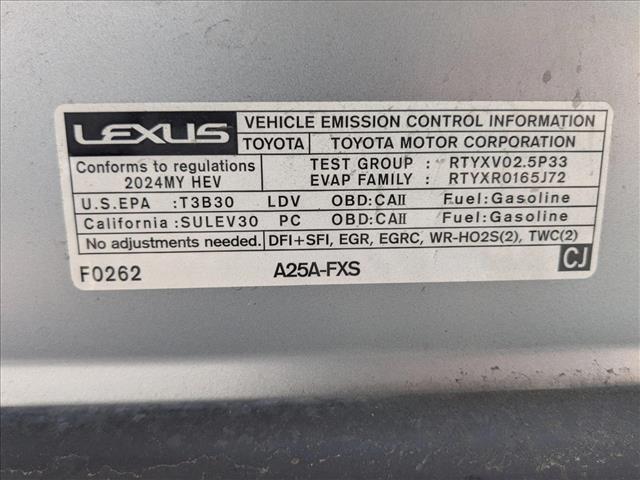 LEXUS VEHICLE EMISSION CONTROL INFORMATION
TOYOTA TOYOTA MOTOR CORPORATION
Conforms to regulations TEST GROUP : RTYXV02.5P33
2024MY HEV EVAP FAMILY : RTYXR0165J72
U.S.EPA :T3B30 LDV OBD:CAII Fuel:Gasoline
California :SULEV30 PC OBD:CAII Fuel:Gasoline
No adjustments needed. DFI+SFI, EGR, EGRC, WR-HO2S(2), TWC(2)
F0262 A25A-FXS CJ